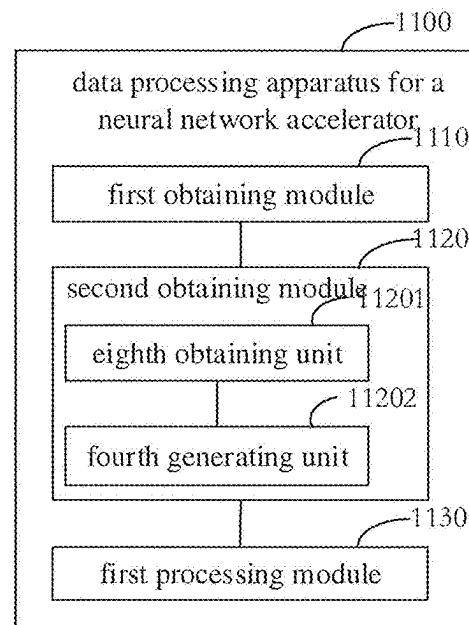 1100
data processing apparatus for a
neural network accelerator
1110
first obtaining module
1120
second obtaining module
11201
eighth obtaining unit
11202
fourth generating unit
1130
first processing module